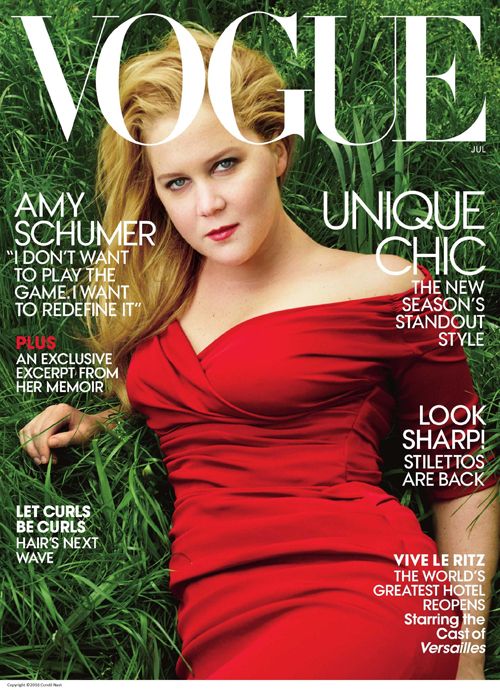 VOGUE
JUL
AMY
SCHUMER
“I DON’T WANT
TO PLAY THE
GAME. I WANT
TO REDEFINE IT”
PLUS
AN EXCLUSIVE
EXCERPT FROM
HER MEMOIR
LET CURLS
BE CURLS
HAIR’S NEXT
WAVE
UNIQUE
CHIC
THE NEW
SEASON’S
STANDOUT
STYLE
LOOK
SHARP!
STILETTOS
ARE BACK
VIVE LE RITZ
THE WORLD’S
GREATEST HOTEL
REOPENS
Starring the
Cast of
Versailles
Copyright ©